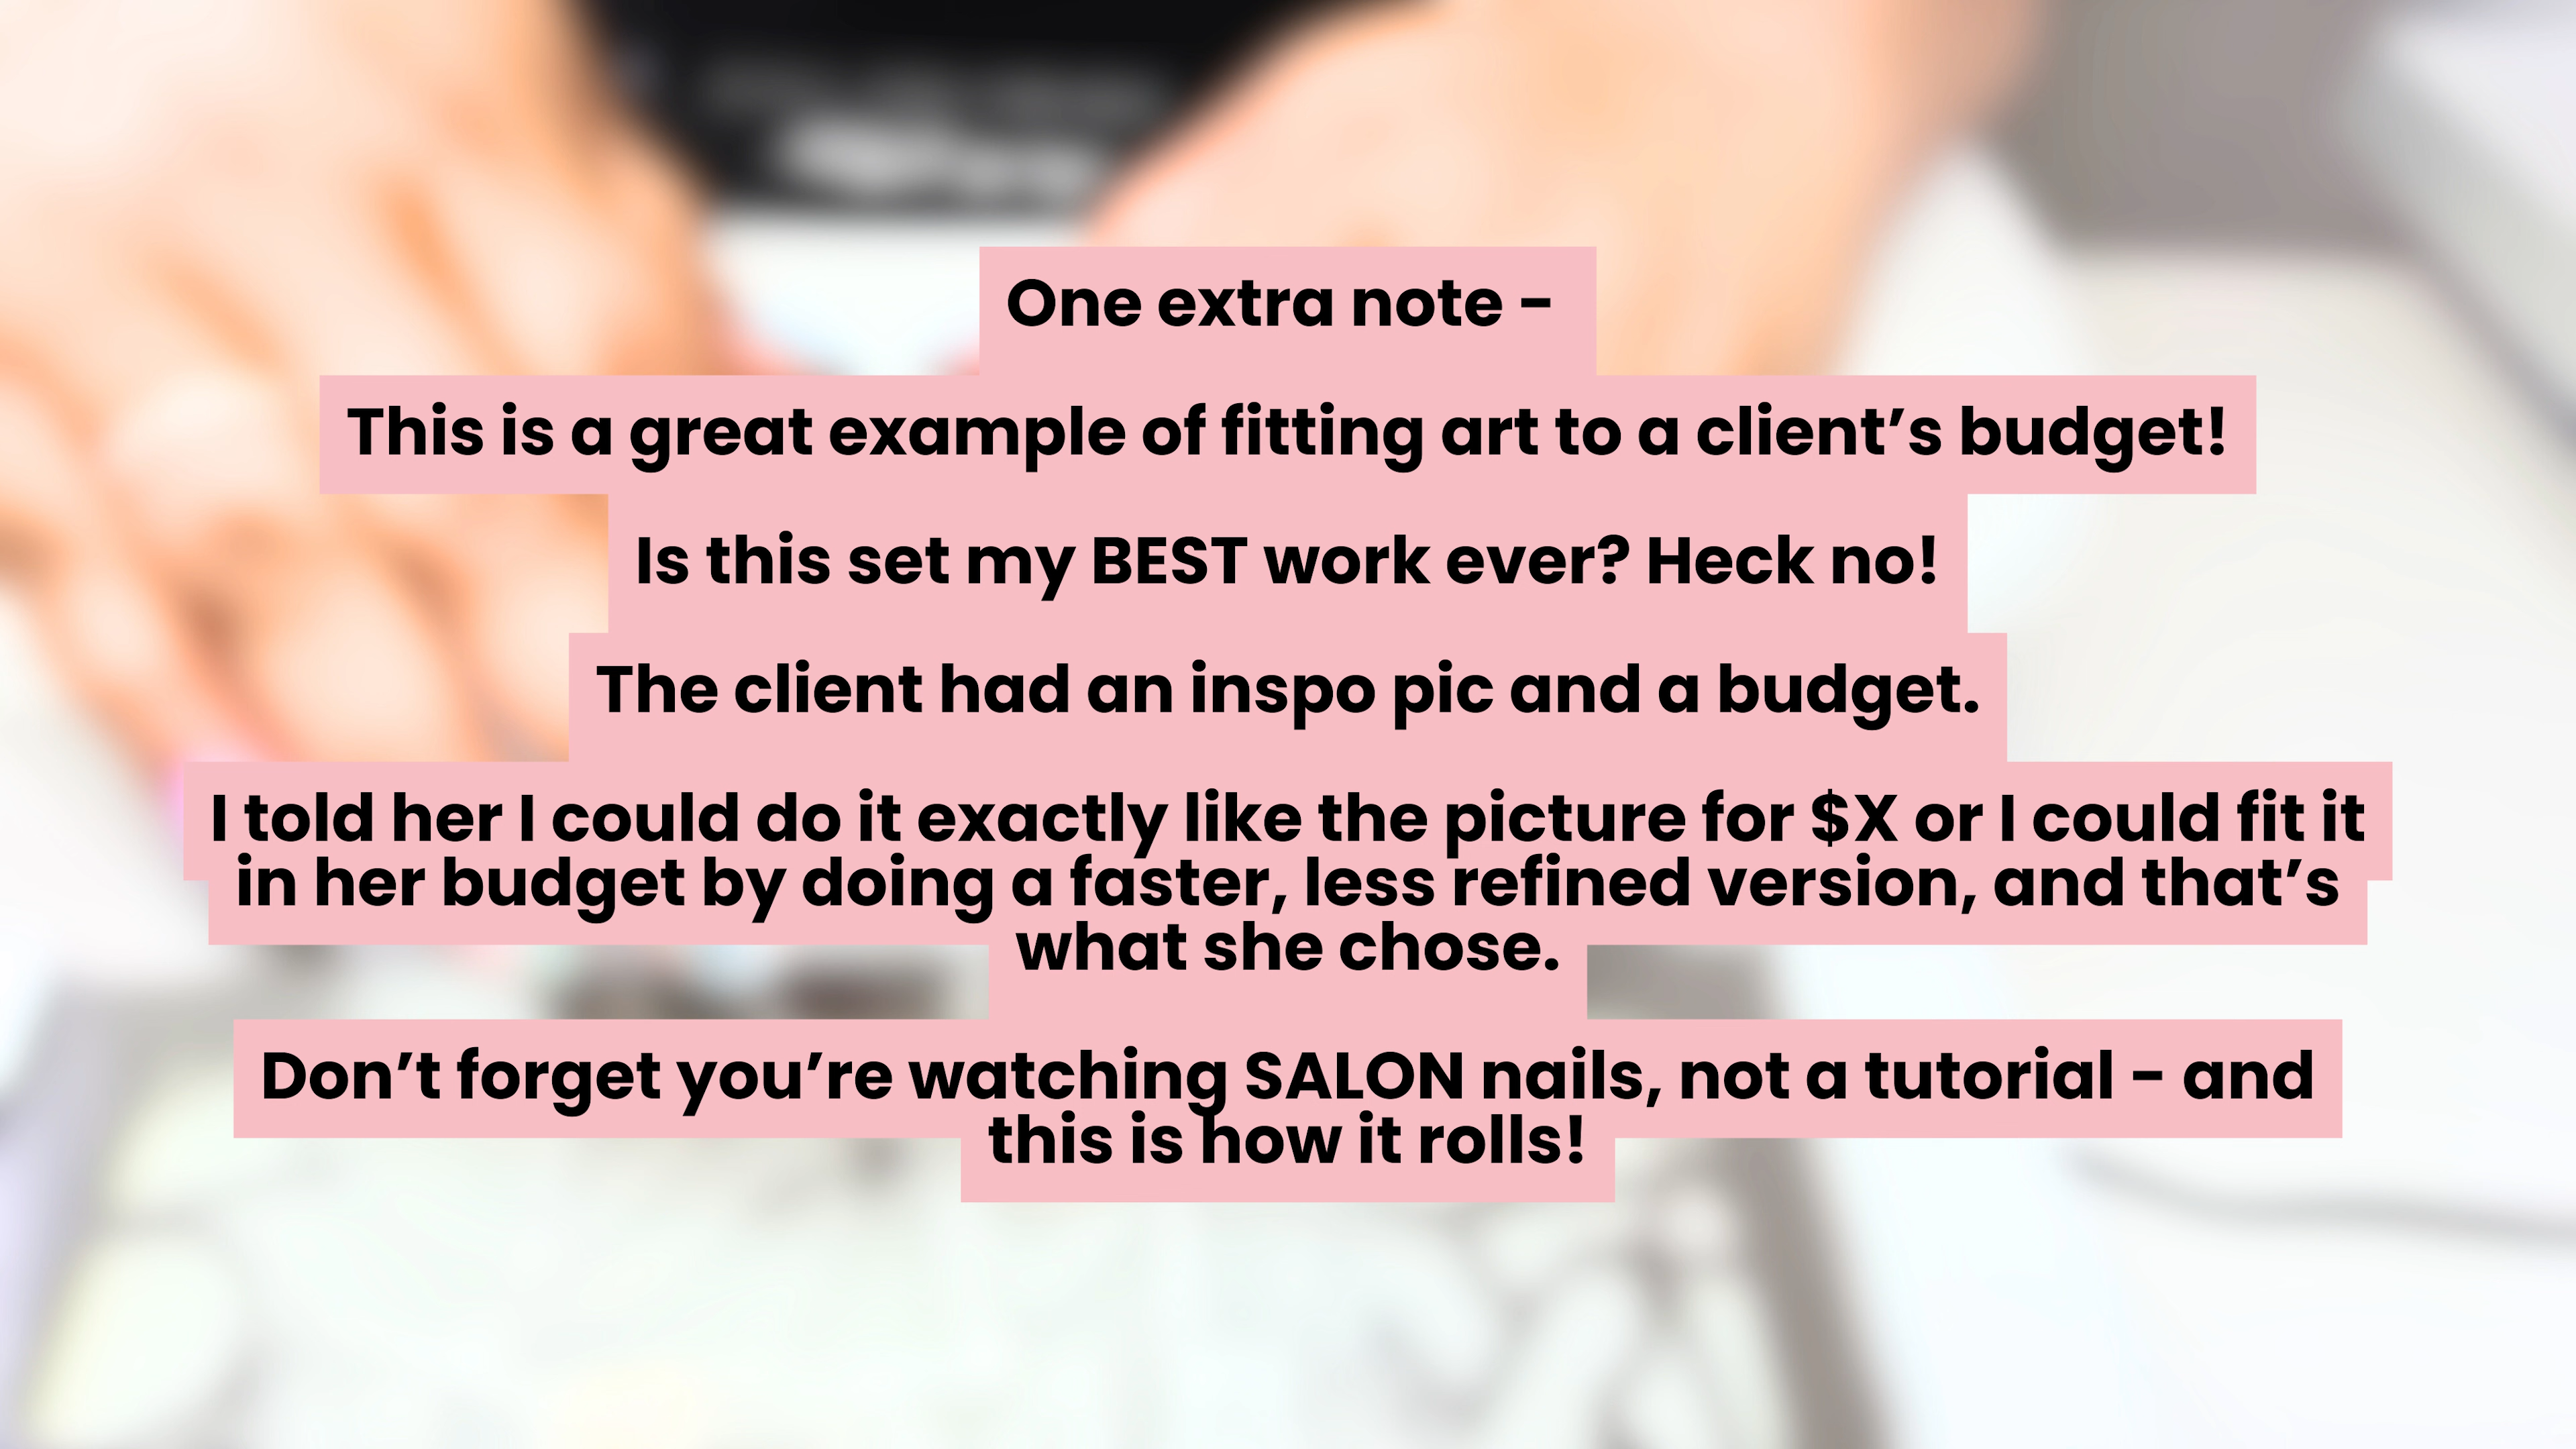 One extra note -
This is a great example of fitting art to a client’s budget!
Is this set my BEST work ever? Heck no!
The client had an inspo pic and a budget.
I told her I could do it exactly like the picture for $X or I could fit it
in her budget by doing a faster, less refined version, and that’s
what she chose.
Don’t forget you’re watching SALON nails, not a tutorial - and
this is how it rolls!